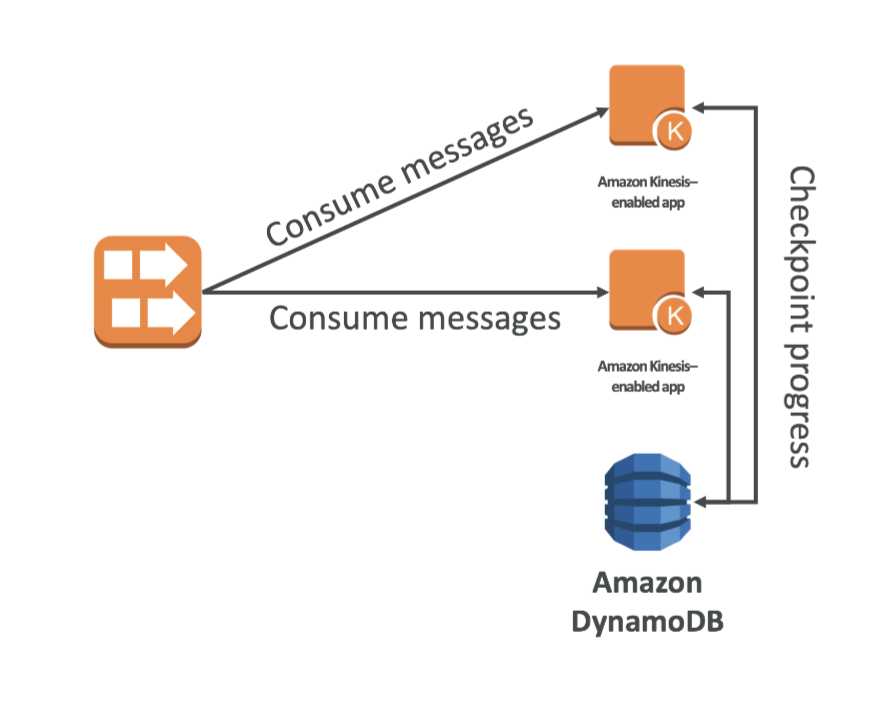 Consume messages
K
Amazon Kinesis–
enabled app
Consume messages
K
Amazon Kinesis–
enabled app
Checkpoint progress
Amazon
DynamoDB